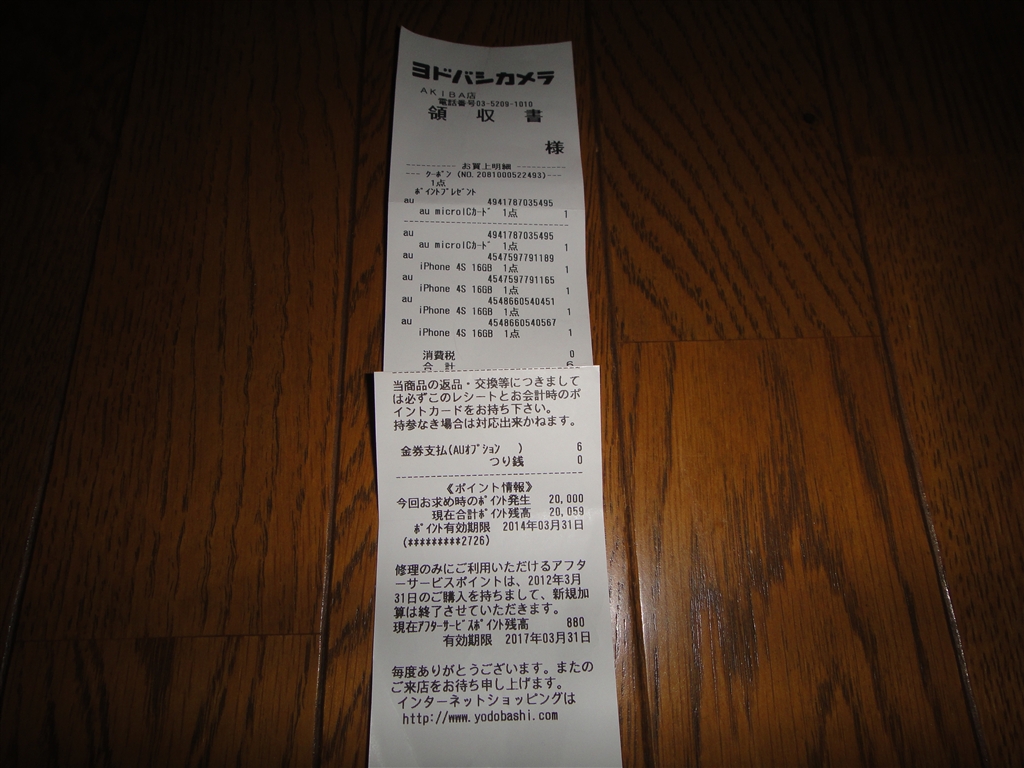 ヨドバシカメラ
AKiBA店
電話番号03-5209-1010
領 収 書
様
---------- お買上明細 ----------
--- クーポン (NO. 2081000522493)---
1点
ポイントプレゼント
au 4941787035495
au microICカード 1点 1
au 4941787035495
au microICカード 1点 1
au 4547597791189
iPhone 4S 16GB 1点 1
au 4547597791165
iPhone 4S 16GB 1点 1
au 4548660540451
iPhone 4S 16GB 1点 1
au 4548660540567
iPhone 4S 16GB 1点 1
消費税 0
合 計 6
当商品の返品・交換等につきまして
は必ずこのレシートとお会計時のポ
イントカードをお持ち下さい。
持参なき場合は対応出来かねます。
金券支払(AUオプション ) 6
つり銭 0
《ポイント情報》
今回お求め時のポイント発生 20,000
現在合計ポイント残高 20,059
ポイント有効期限 2014年03月31日
(*********2726)
修理のみにご利用いただけるアフタ
ーサービスポイントは、2012年3月
31日のご購入を持ちまして、新規加
算は終了させていただきます。
現在アフターサービスポイント残高 880
有効期限 2017年03月31日
毎度ありがとうございます。またの
ご来店をお待ち申し上げます。
インターネットショッピングは
http://www.yodobashi.com